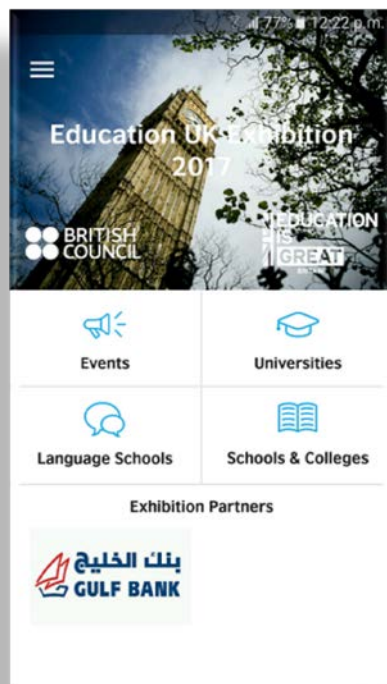 77% 12:22 p.m.
Education UK Exhibition
2017
BRITISH
COUNCIL
EDUCATION
IS
GREAT
BRITAIN
Events
Universities
Language Schools
Schools & Colleges
Exhibition Partners
بنك الخليج
GULF BANK